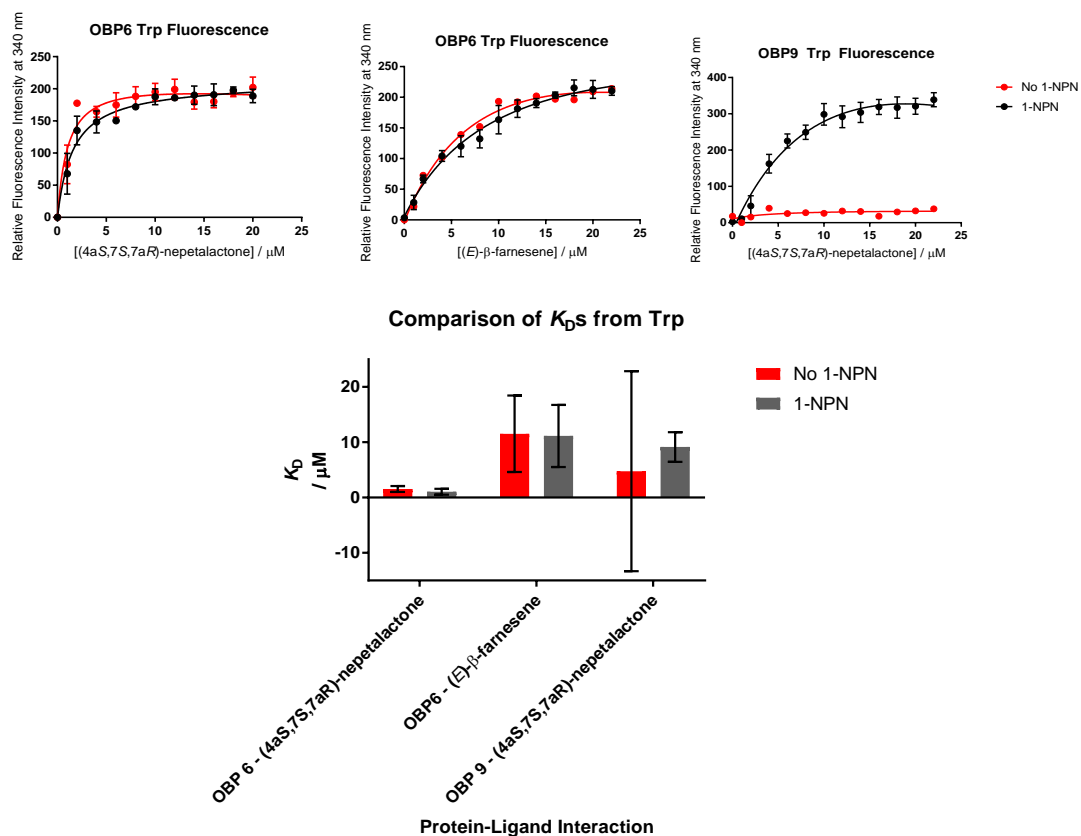 OBP6 Trp Fluorescence
Relative Fluorescence Intensity at 340 nm
250
200
150
100
50
0
0 5 10 15 20 25
[(4aS,7S,7aR)-nepetalactone] / μM
OBP6 Trp Fluorescence
Relative Fluorescence Intensity at 340 nm
250
200
150
100
50
0
0 5 10 15 20 25
[(E)-β-farnesene] / μM
OBP9 Trp Fluorescence
Relative Fluorescence Intensity at 340 nm
400
300
200
100
0
0 5 10 15 20 25
[(4aS,7S,7aR)-nepetalactone] / μM
No 1-NPN
1-NPN
Comparison of KDs from Trp
KD
/ μM
20
10
0
-10
No 1-NPN
1-NPN
OBP 6 - (4aS,7S,7aR)-nepetalactone
OBP6 - (E)-β-farnesene
OBP 9 - (4aS,7S,7aR)-nepetalactone
Protein-Ligand Interaction